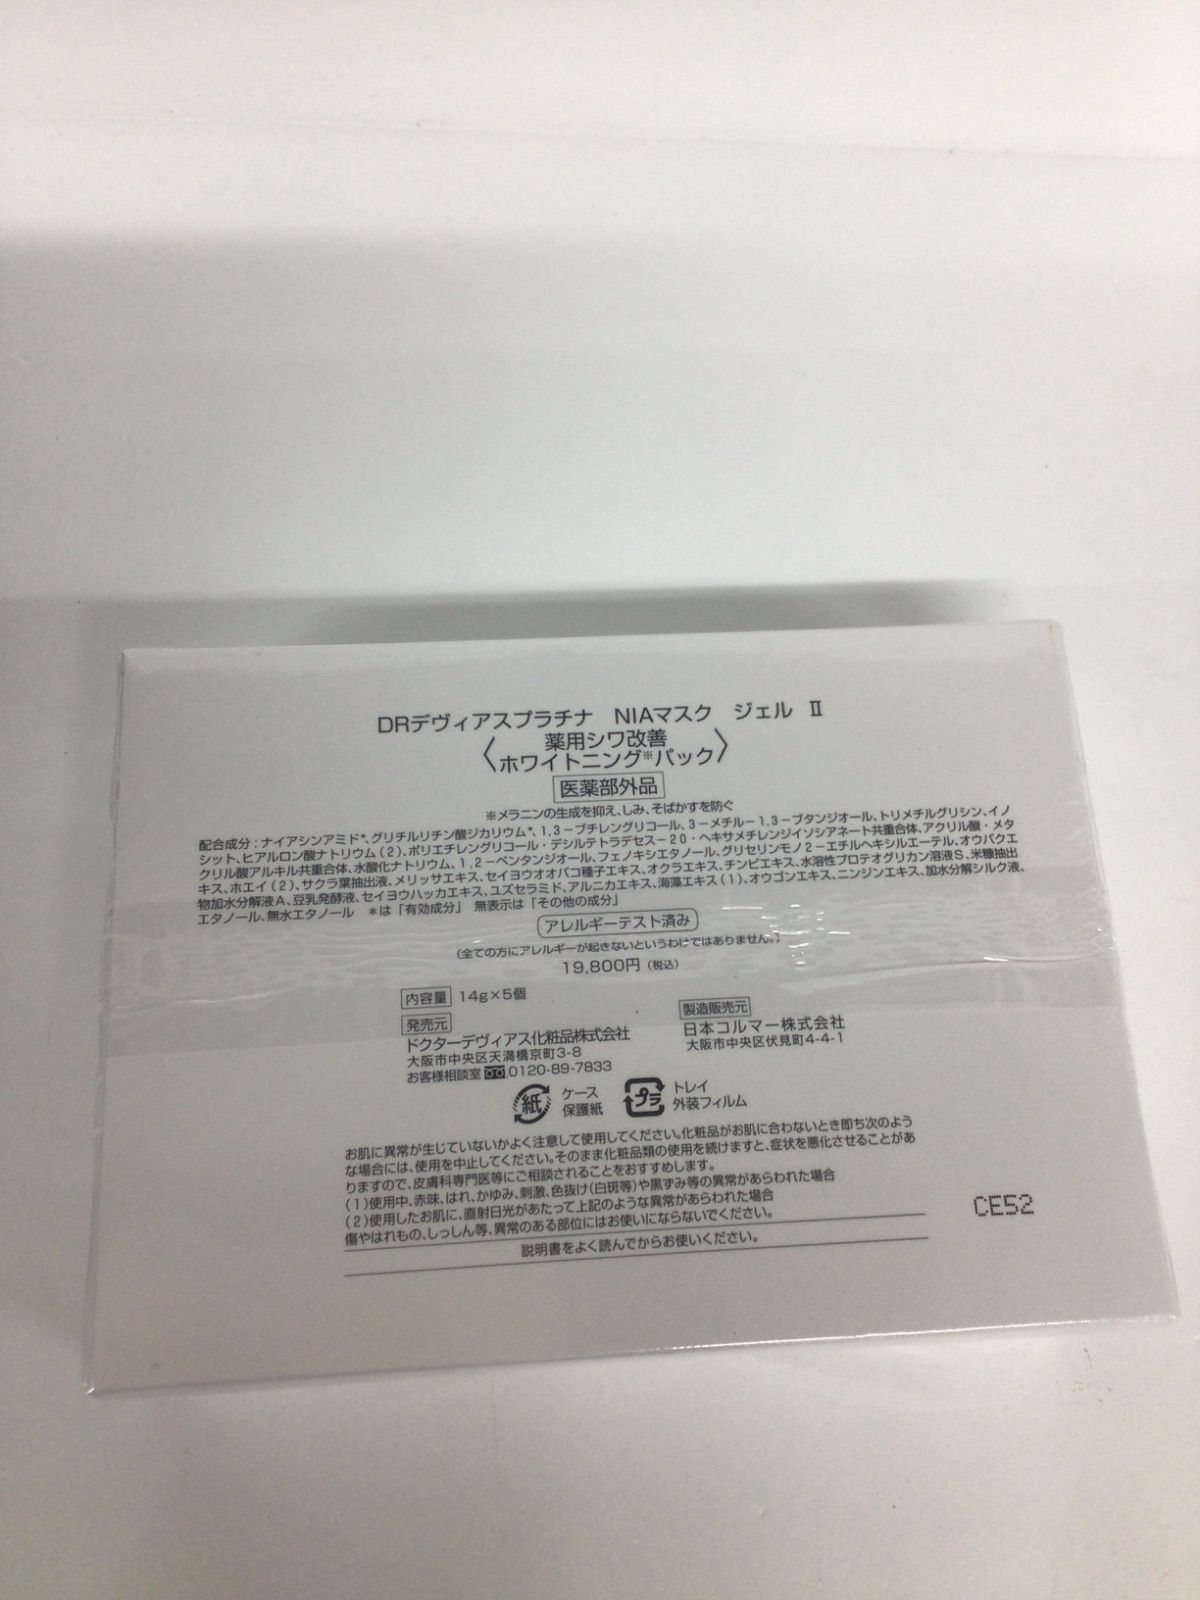 DRデヴィアスプラチナ NIAマスク ジェル Ⅱ
〈薬用シワ改善
ホワイトニング※パック〉
医薬部外品
※メラニンの生成を抑え、しみ、そばかすを防ぐ
配合成分：ナイアシンアミド*、グリチルリチン酸ジカリウム*、1,3－ブチレングリコール、3－メチル－1,3－ブタンジオール、トリメチルグリシン、イノ
シット、ヒアルロン酸ナトリウム(2)、ポリエチレングリコール・デシルテトラデセス－20・ヘキサメチレンジイソシアネート共重合体、アクリル酸・メタ
クリル酸アルキル共重合体、水酸化ナトリウム、1,2－ペンタンジオール、フェノキシエタノール、グリセリンモノ2－エチルヘキシルエーテル、オウバクエ
キス、ホエイ(2)、サクラ葉抽出液、メリッサエキス、セイヨウオオバコ種子エキス、オクラエキス、チンピエキス、水溶性プロテオグリカン溶液S、米糠抽出
物加水分解液A、豆乳発酵液、セイヨウハッカエキス、ユズセラミド、アルニカエキス、海藻エキス(1)、オウゴンエキス、ニンジンエキス、加水分解シルク液、
エタノール、無水エタノール *は「有効成分」 無表示は「その他の成分」
アレルギーテスト済み
(全ての方にアレルギーが起きないというわけではありません。)
19,800円（税込）
内容量 14g×5個
発売元
ドクターデヴィアス化粧品株式会社
大阪市中央区天満橋京町3-8
お客様相談室 0120-89-7833
製造販売元
日本コルマー株式会社
大阪市中央区伏見町4-4-1
紙 ケース
保護紙
プラ トレイ
外装フィルム
お肌に異常が生じていないかよく注意して使用してください。化粧品がお肌に合わないとき即ち次のよう
な場合には、使用を中止してください。そのまま化粧品類の使用を続けますと、症状を悪化させることがあ
りますので、皮膚科専門医等にご相談されることをおすすめします。
(1)使用中、赤味、はれ、かゆみ、刺激、色抜け(白斑等)や黒ずみ等の異常があらわれた場合
(2)使用したお肌に、直射日光があたって上記のような異常があらわれた場合
傷やはれもの、しっしん等、異常のある部位にはお使いにならないでください。
説明書をよく読んでからお使いください。
CE52